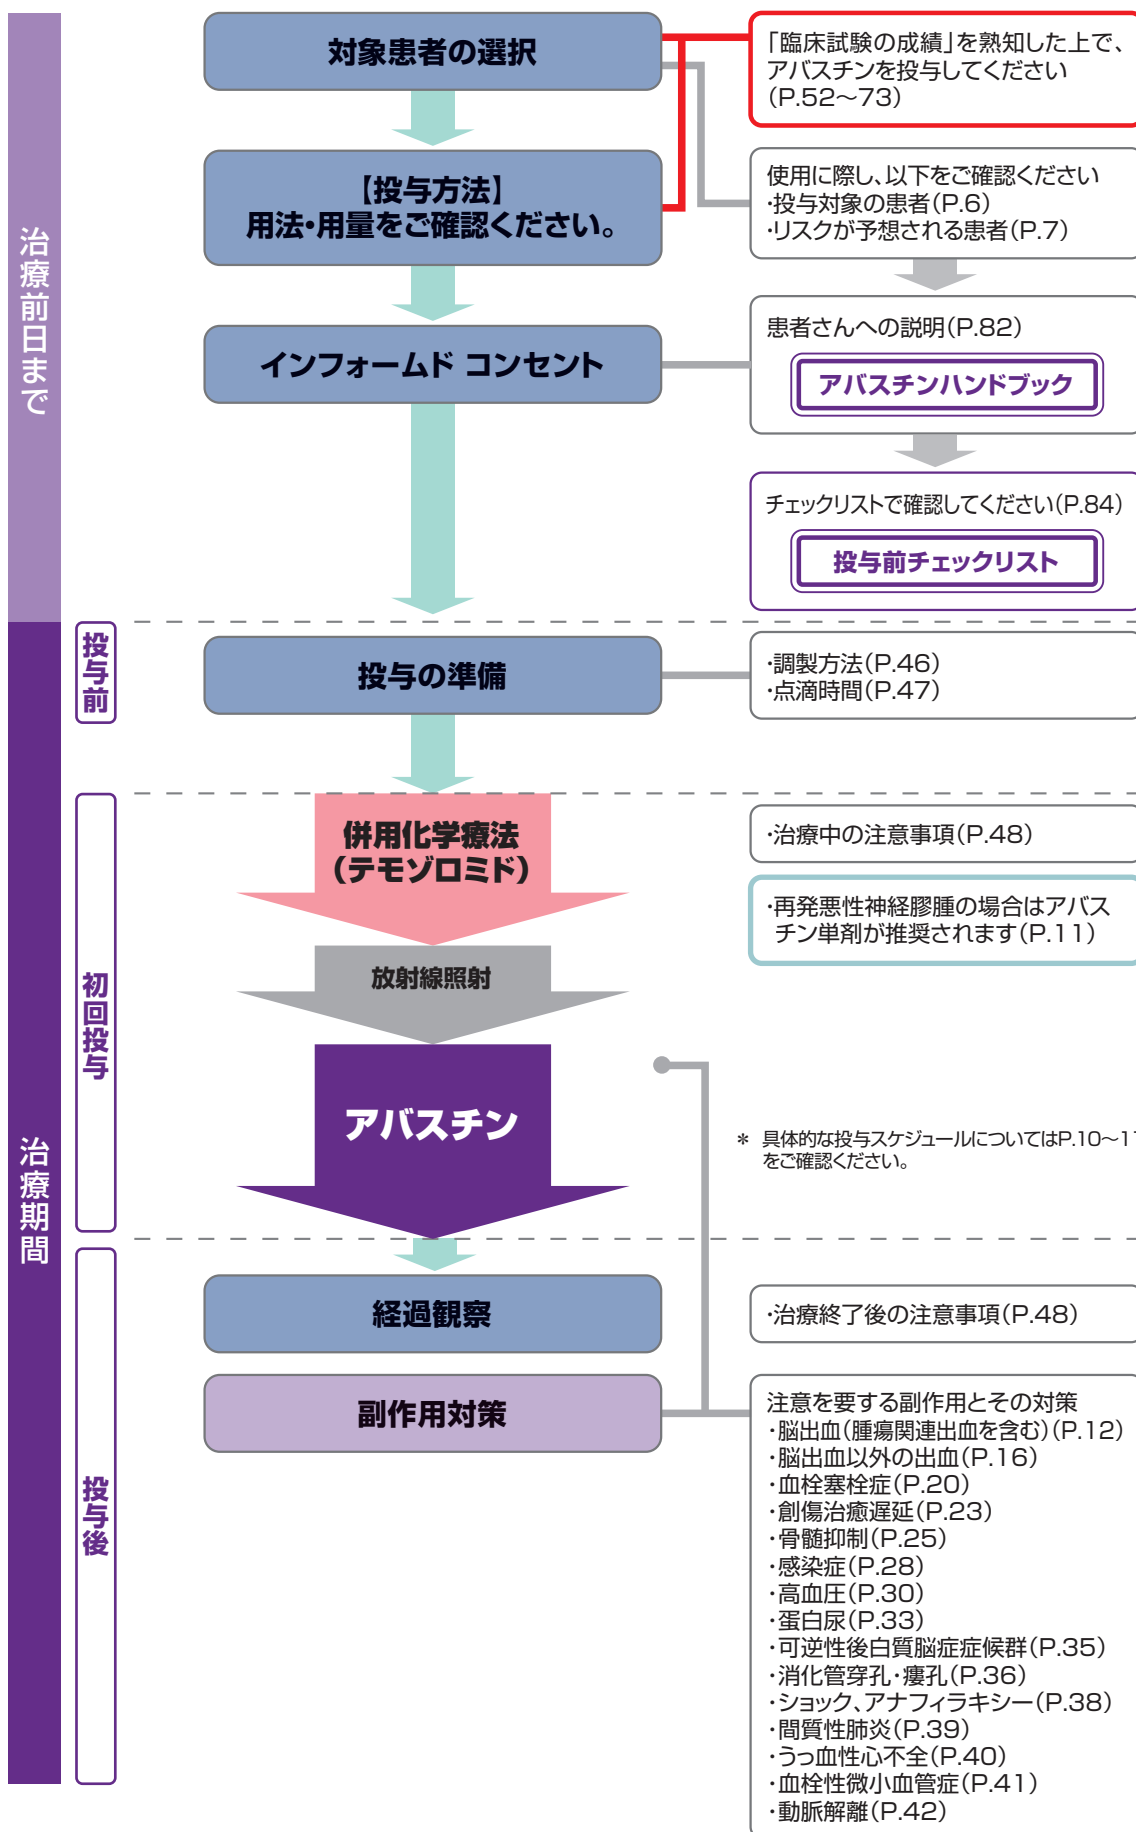 治療前日まで
対象患者の選択
「臨床試験の成績」を熟知した上で、
アバスチンを投与してください
(P.52〜73)
【投与方法】
用法・用量をご確認ください。
使用に際し、以下をご確認ください
・投与対象の患者(P.6)
・リスクが予想される患者(P.7)
インフォームド コンセント
患者さんへの説明(P.82)
アバスチンハンドブック
チェックリストで確認してください(P.84)
投与前チェックリスト
治療期間
投与前
投与の準備
・調製方法(P.46)
・点滴時間(P.47)
初回投与
併用化学療法
(テモゾロミド)
・治療中の注意事項(P.48)
・再発悪性神経膠腫の場合はアバス
チン単剤が推奨されます(P.11)
放射線照射
アバスチン
* 具体的な投与スケジュールについてはP.10〜11
をご確認ください。
投与後
経過観察
・治療終了後の注意事項(P.48)
副作用対策
注意を要する副作用とその対策
・脳出血(腫瘍関連出血を含む)(P.12)
・脳出血以外の出血(P.16)
・血栓塞栓症(P.20)
・創傷治癒遅延(P.23)
・骨髄抑制(P.25)
・感染症(P.28)
・高血圧(P.30)
・蛋白尿(P.33)
・可逆性後白質脳症症候群(P.35)
・消化管穿孔・瘻孔(P.36)
・ショック、アナフィラキシー(P.38)
・間質性肺炎(P.39)
・うっ血性心不全(P.40)
・血栓性微小血管症(P.41)
・動脈解離(P.42)